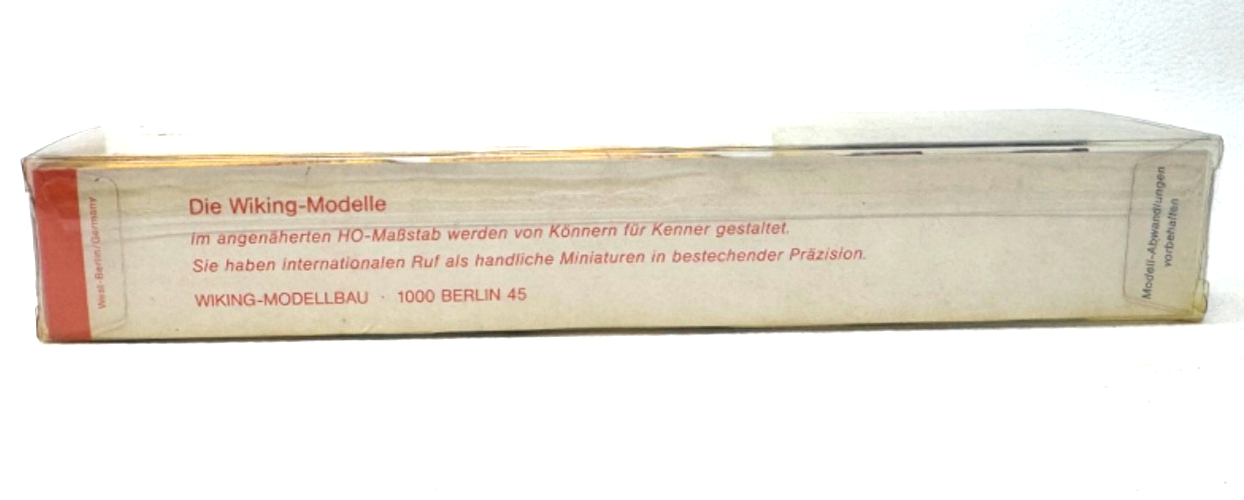 West-Berlin/Germany
Die Wiking-Modelle
im angenäherten HO-Maßstab werden von Könnern für Kenner gestaltet.
Sie haben internationalen Ruf als handliche Miniaturen in bestechender Präzision.
WIKING-MODELLBAU · 1000 BERLIN 45
Modell-Abwandlungen
vorbehalten